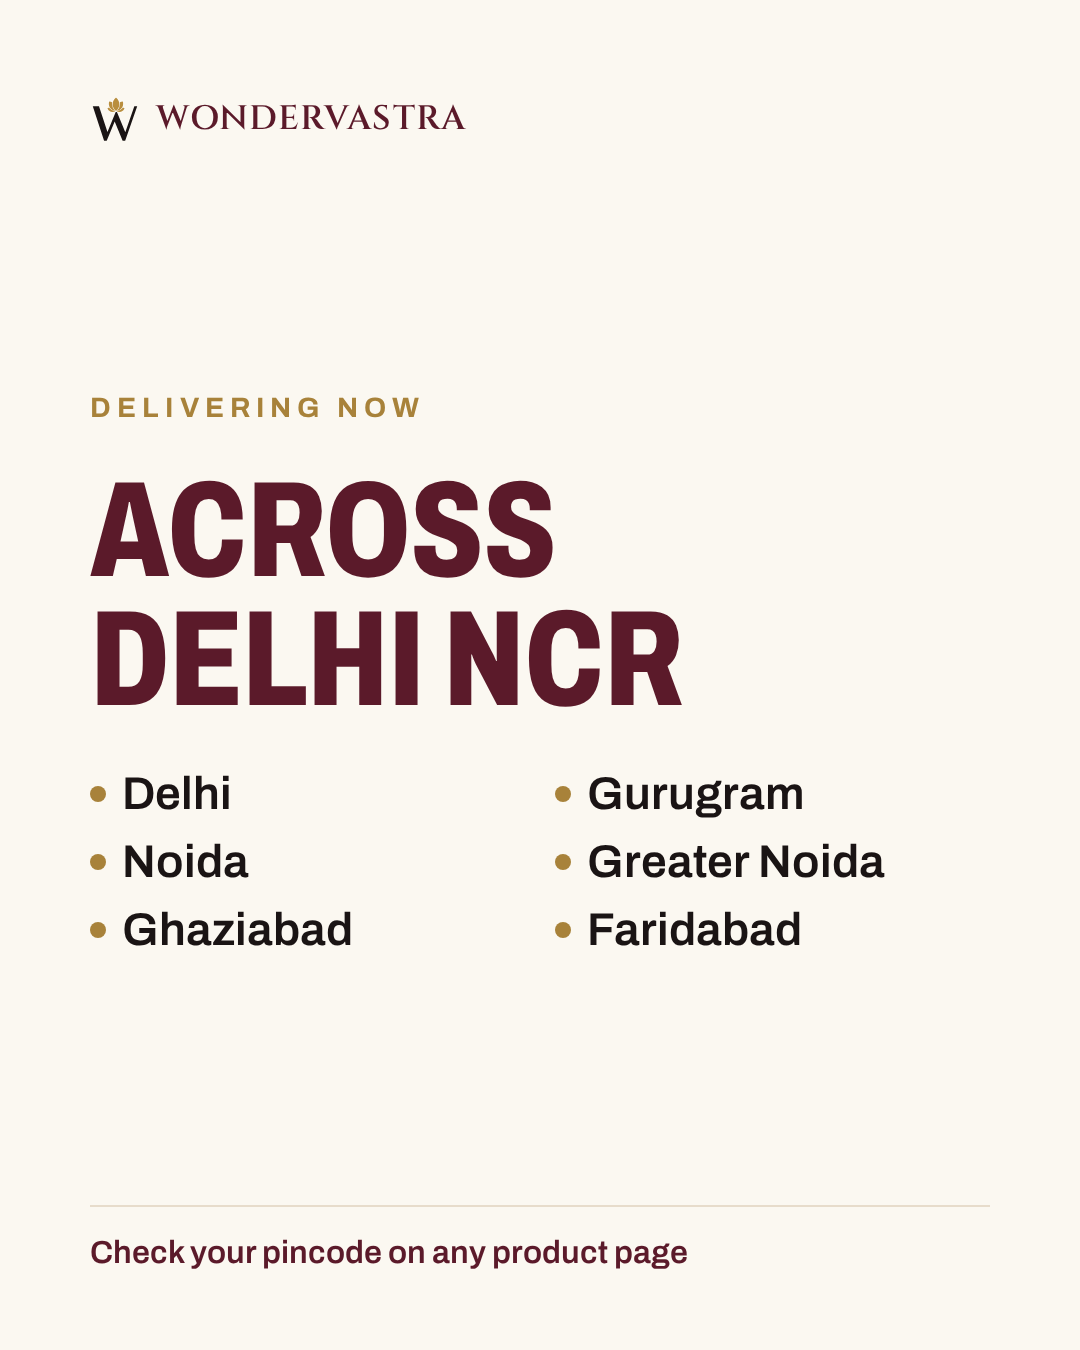 WONDERVASTRA
DELIVERING NOW
ACROSS
DELHI NCR
Delhi
Noida
Ghaziabad
Gurugram
Greater Noida
Faridabad
Check your pincode on any product page